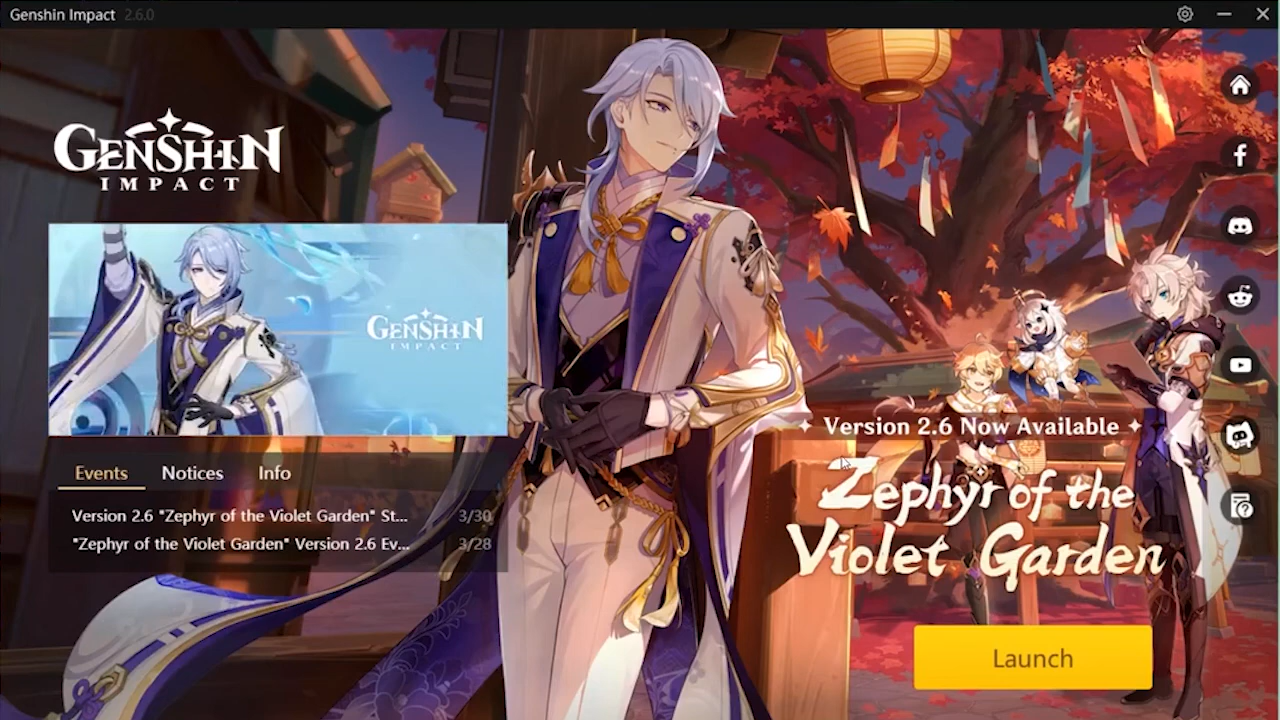 Genshin Impact 2.6.0
GENSHIN
IMPACT
GENSHIN
IMPACT
Events Notices Info
Version 2.6 "Zephyr of the Violet Garden" St... 3/30
"Zephyr of the Violet Garden" Version 2.6 Ev... 3/28
Version 2.6 Now Available
Zephyr of the
Violet Garden
Launch